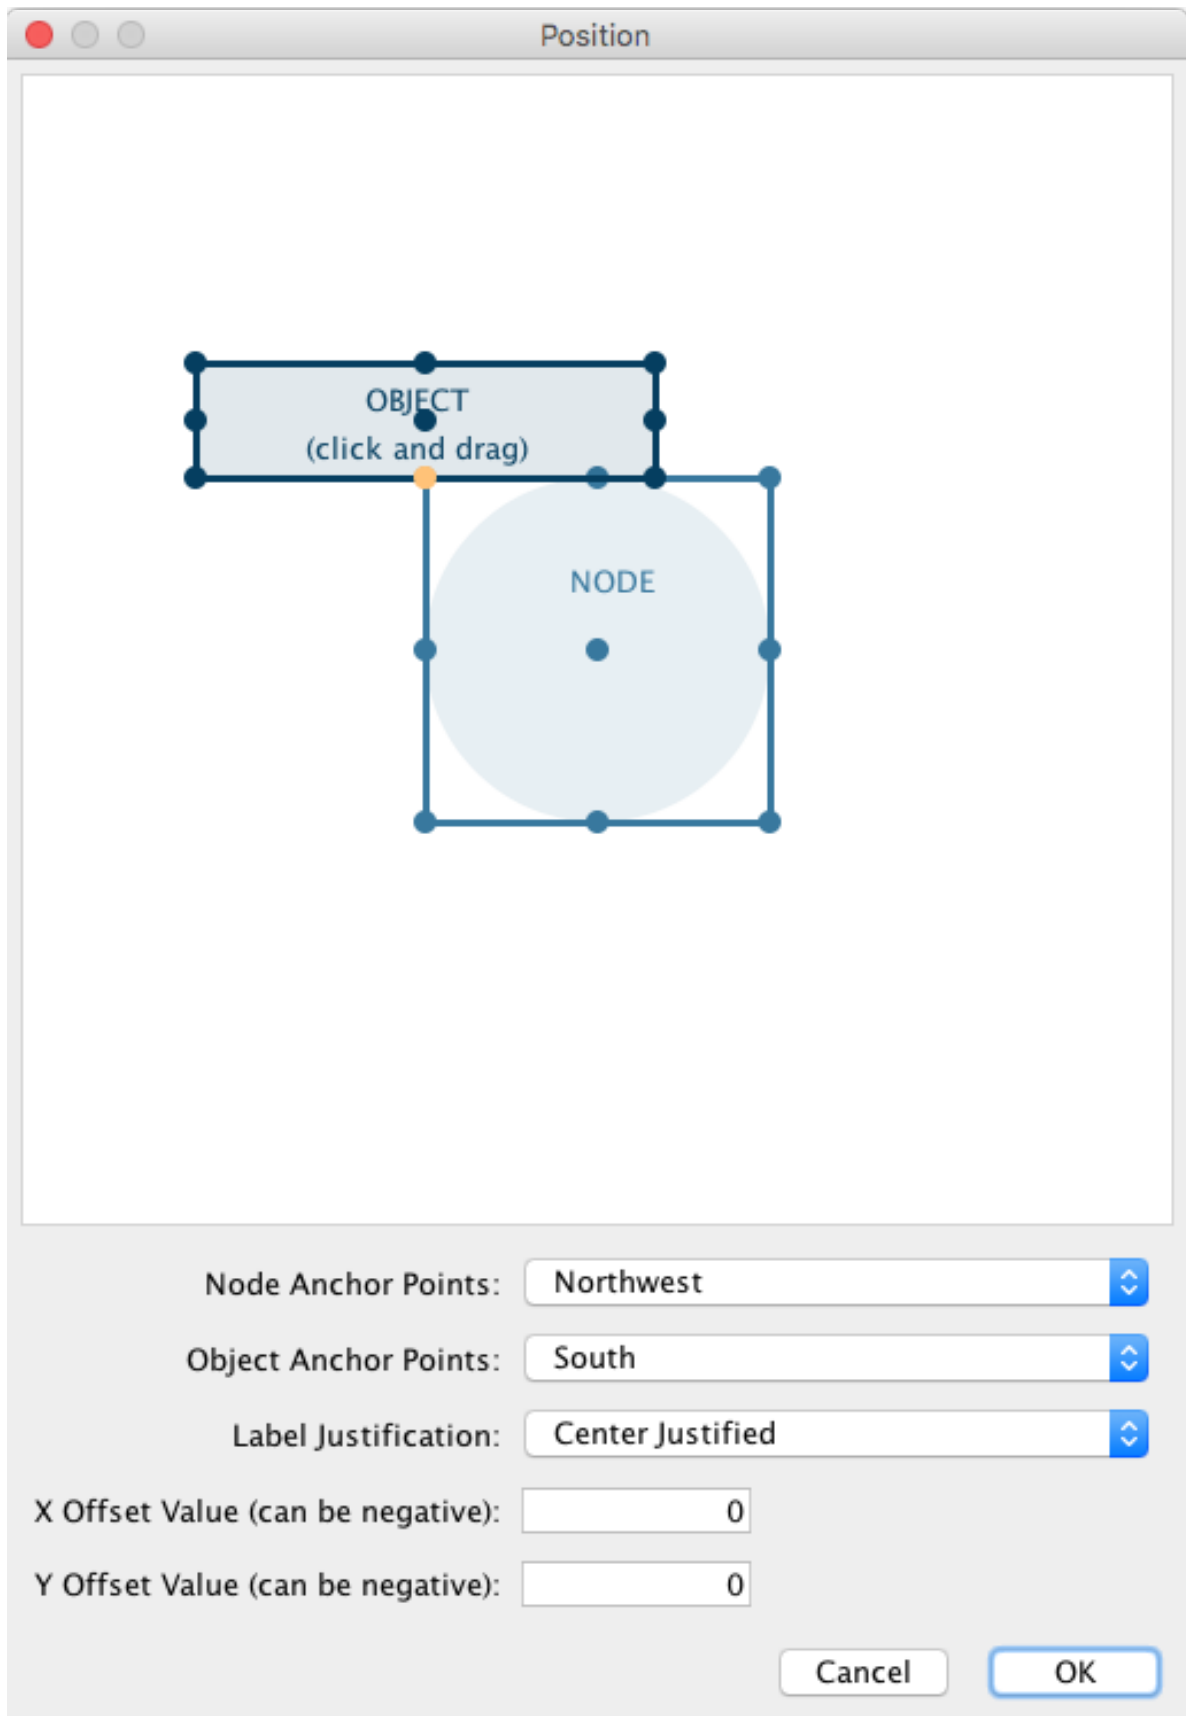 Position
OBJECT
(click and drag)
NODE
Node Anchor Points: Northwest
Object Anchor Points: South
Label Justification: Center Justified
X Offset Value (can be negative): 0
Y Offset Value (can be negative): 0
Cancel OK